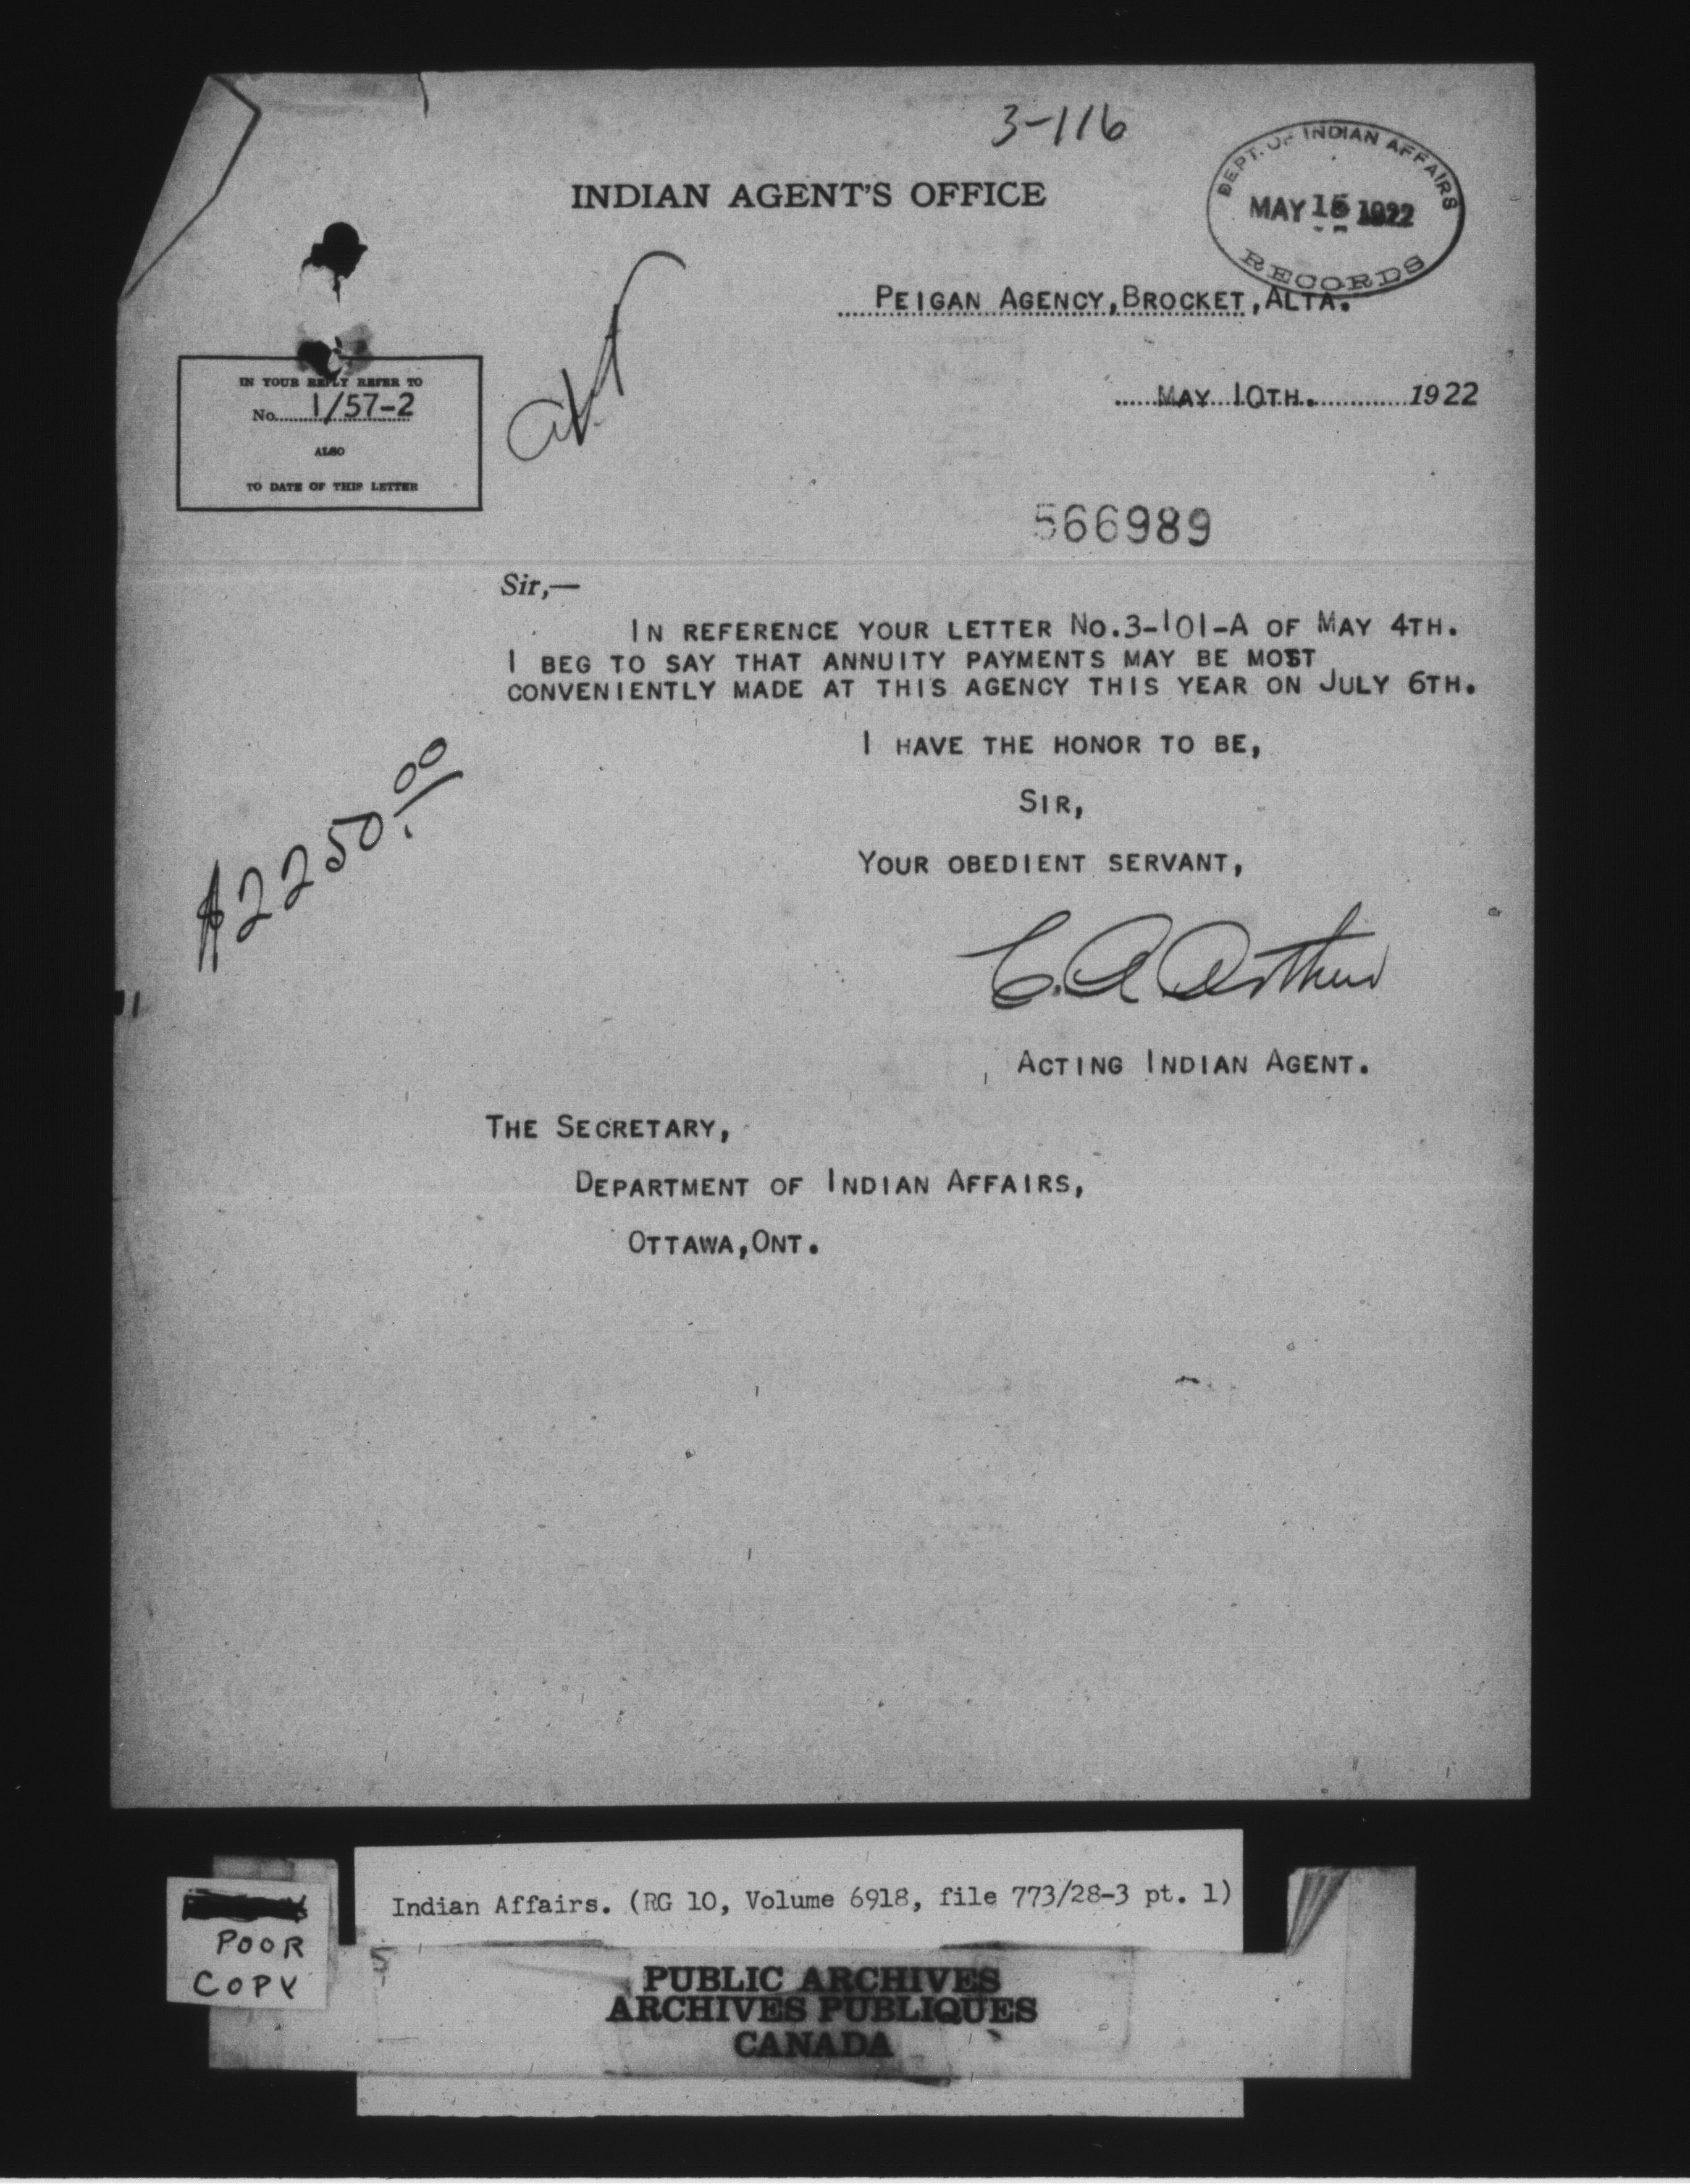 3-116
INDIAN AGENT'S OFFICE
DEPT. OF INDIAN AFFAIRS
MAY 15 1922
RECORDS
PEIGAN AGENCY, BROCKET, ALTA.
IN YOUR REPLY REFER TO
No. 1/57-2
ALSO
TO DATE OF THIS LETTER
MAY 10TH. 1922
566989
Sir,—
IN REFERENCE YOUR LETTER NO.3-101-A OF MAY 4TH.
I BEG TO SAY THAT ANNUITY PAYMENTS MAY BE MOST
CONVENIENTLY MADE AT THIS AGENCY THIS YEAR ON JULY 6TH.
I HAVE THE HONOR TO BE,
SIR,
$2250.00
YOUR OBEDIENT SERVANT,
C. A. Arthur
ACTING INDIAN AGENT.
THE SECRETARY,
DEPARTMENT OF INDIAN AFFAIRS,
OTTAWA, ONT.
Indian Affairs. (RG 10, Volume 6918, file 773/28-3 pt. 1)
POOR
COPY
PUBLIC ARCHIVES
ARCHIVES PUBLIQUES
CANADA